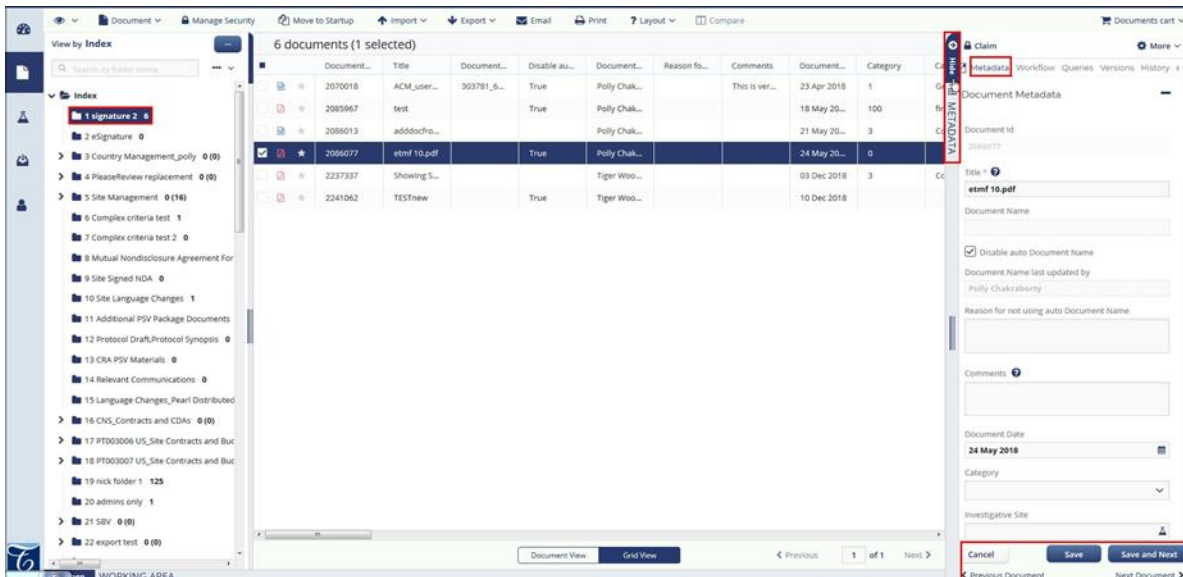 Document
Manage Security
Move to Startup
Import
Export
Email
Print
? Layout
Compare
Documents cart
View by Index
Search by folder name
Index
1 signature 2 6
2 eSignature 0
3 Country Management_polly 0 (0)
4 PleaseReview replacement 0 (0)
5 Site Management 0 (16)
6 Complex criteria test 1
7 Complex criteria test 2 0
8 Mutual Nondisclosure Agreement For
9 Site Signed NDA 0
10 Site Language Changes 1
11 Additional PSV Package Documents
12 Protocol Draft,Protocol Synopsis 0
13 CRA PSV Materials 0
14 Relevant Communications 0
15 Language Changes_Pearl Distributed
16 CNS_Contracts and CDAs 0 (0)
17 PT003006 US_Site Contracts and Buc
18 PT003007 US_Site Contracts and Buc
19 nick folder 1 125
20 admins only 1
21 SBV 0 (0)
22 export test 0 (0)
WORKING AREA
6 documents (1 selected)
Document... Title Document... Disable au... Document... Reason fo... Comments Document... Category
2070018 ACM_user... 303781_6... True Polly Chak... This is ver... 23 Apr 2018 1
2085967 test True Polly Chak... 18 May 20... 100
2086013 adddocfro... Polly Chak... 21 May 20... 3
2086077 etmf 10.pdf True Polly Chak... 24 May 20... 0
2237337 Showing S... Tiger Woo... 03 Dec 2018 3
2241062 TESTnew True Tiger Woo... 10 Dec 2018
Document View Grid View
Previous 1 of 1 Next
Hide
METADATA
Claim
More
Metadata Workflow Queries Versions History
Document Metadata
Document Id
2086077
Title *
etmf 10.pdf
Document Name
Disable auto Document Name
Document Name last updated by
Polly Chakraborty
Reason for not using auto Document Name
Comments
Document Date
24 May 2018
Category
Investigative Site
Cancel Save Save and Next
Previous Document Next Document